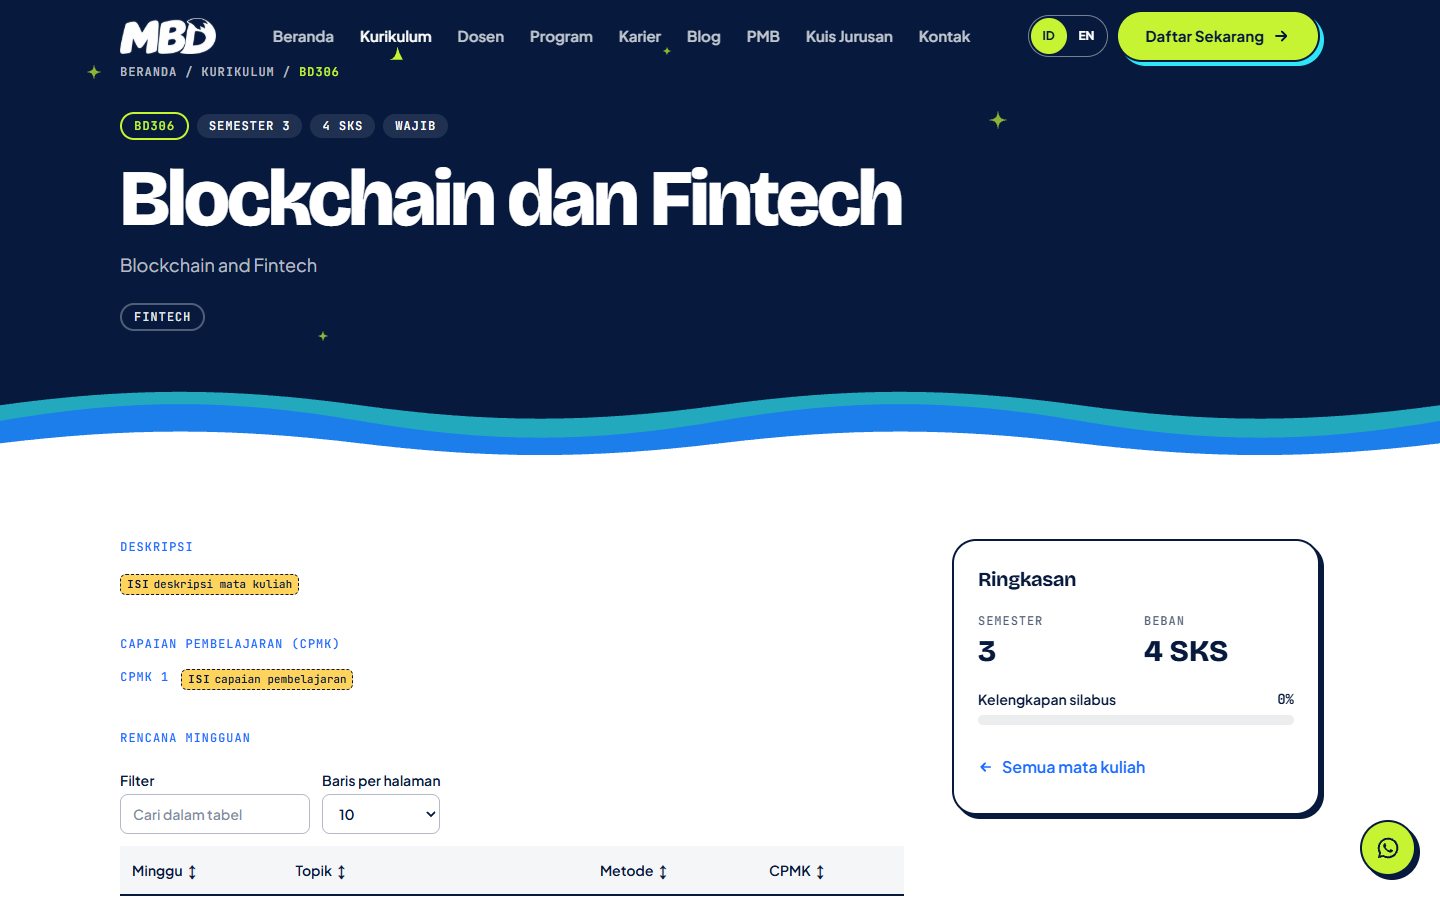 MBD
Beranda Kurikulum Dosen Program Karier Blog PMB Kuis Jurusan Kontak
ID EN
Daftar Sekarang →
BERANDA / KURIKULUM / BD306
BD306 SEMESTER 3 4 SKS WAJIB
Blockchain dan Fintech
Blockchain and Fintech
FINTECH
DESKRIPSI
ISI deskripsi mata kuliah
CAPAIAN PEMBELAJARAN (CPMK)
CPMK 1 ISI capaian pembelajaran
RENCANA MINGGUAN
Filter Baris per halaman
Cari dalam tabel 10
Minggu ↕ Topik ↕ Metode ↕ CPMK ↕
Ringkasan
SEMESTER BEBAN
3 4 SKS
Kelengkapan silabus 0%
← Semua mata kuliah